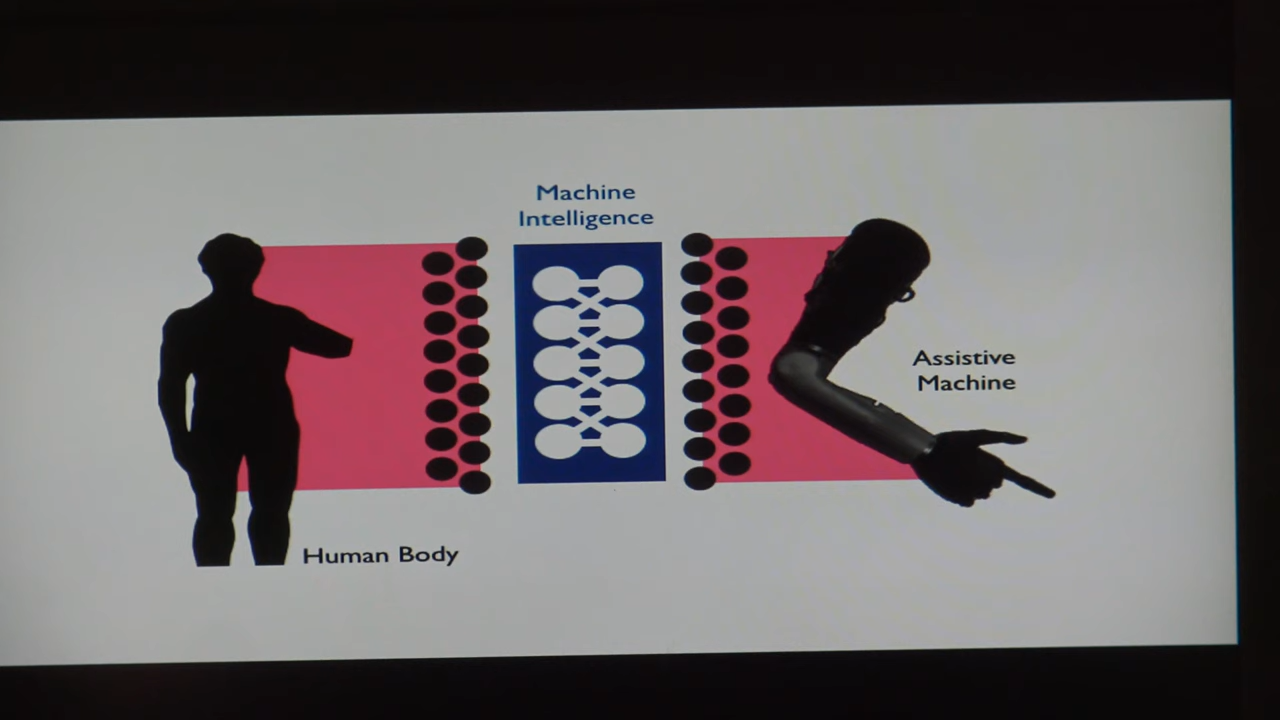 Machine
Intelligence
Assistive
Machine
Human Body